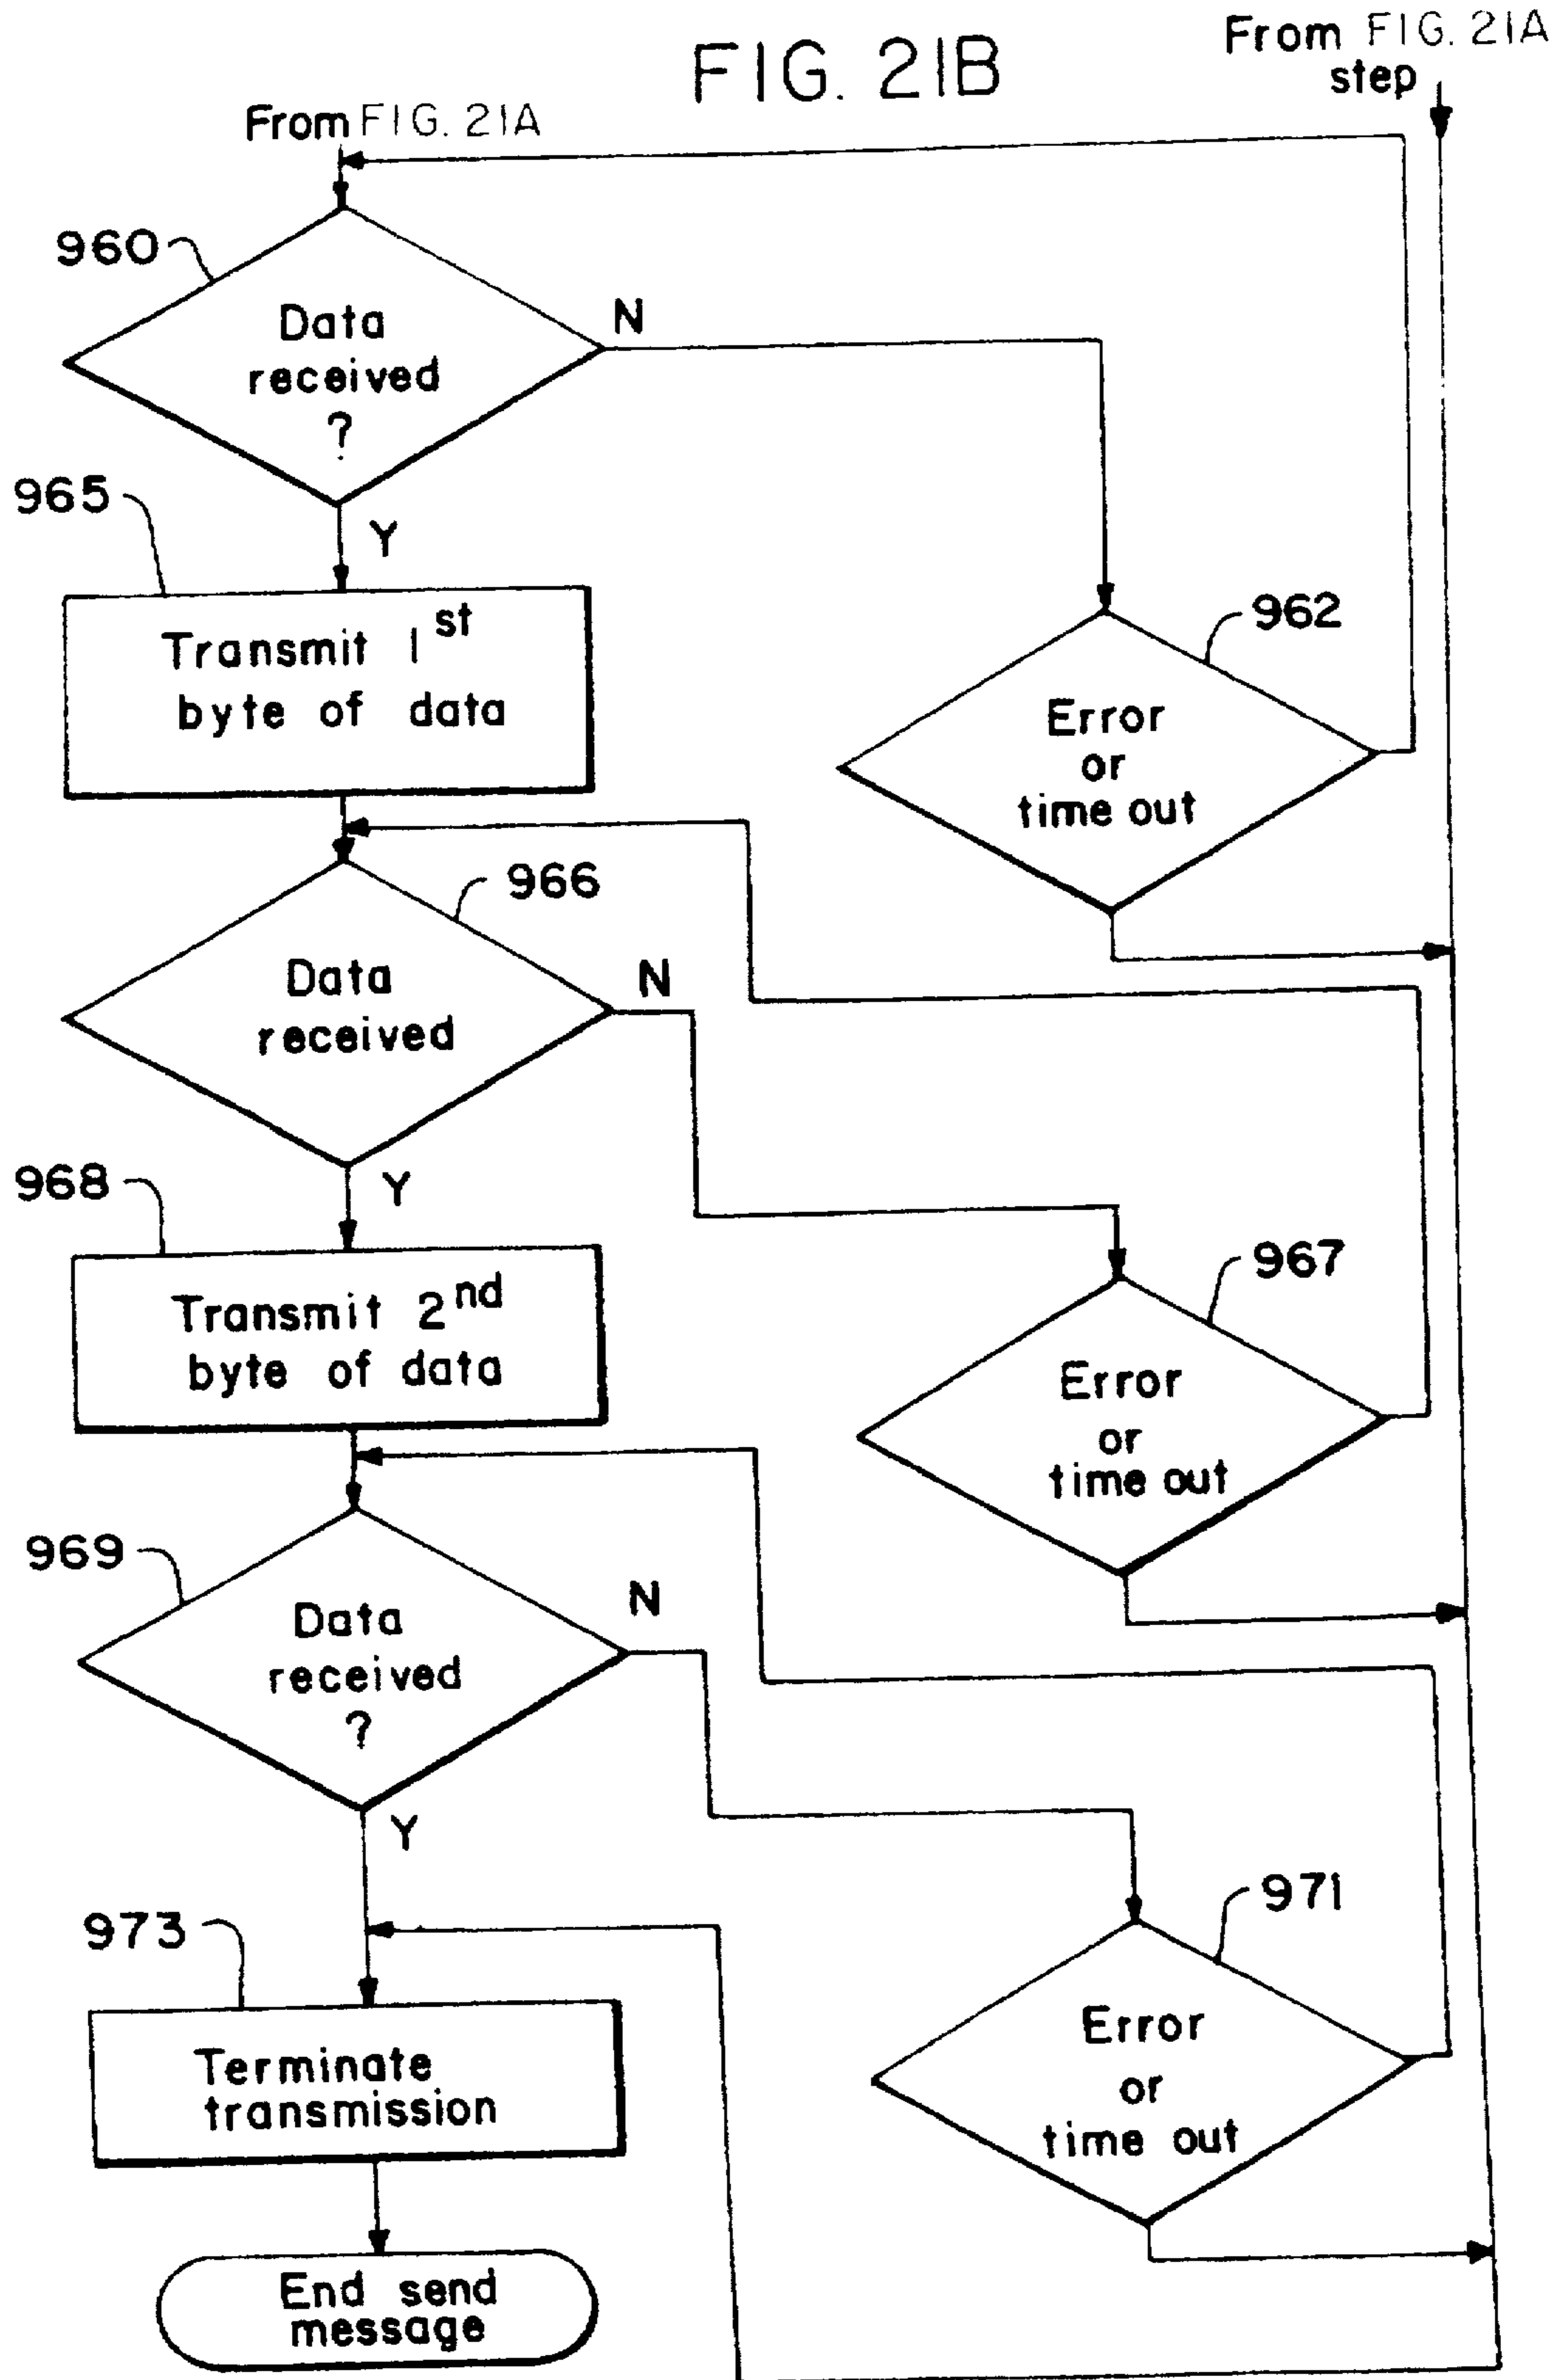 FIG. 21B
From FIG. 21A
step
From FIG. 21A
960
Data
received
?
N
Y
965
Transmit 1st
byte of data
962
Error
or
time out
966
Data
received
N
Y
968
Transmit 2nd
byte of data
967
Error
or
time out
969
Data
received
?
N
Y
971
Error
or
time out
973
Terminate
transmission
End send
message